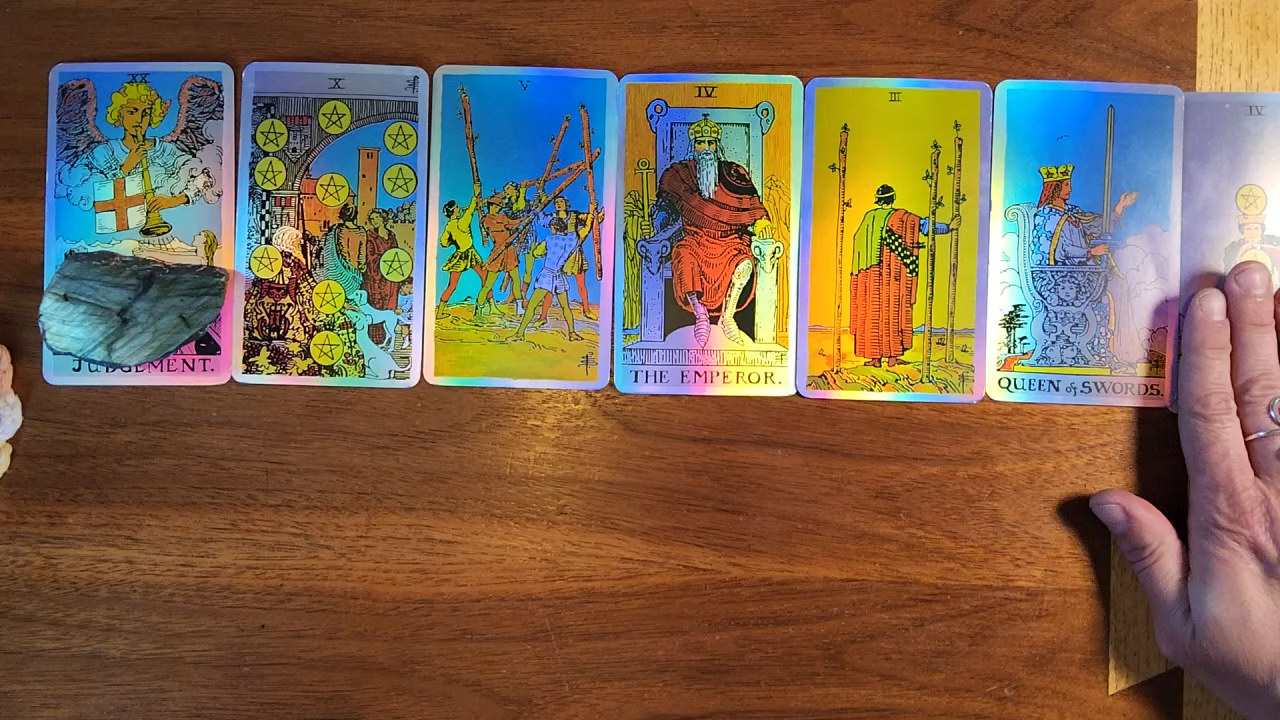 XX
JUDGEMENT.
X
V
IV
THE EMPEROR.
III
QUEEN of SWORDS.
IV